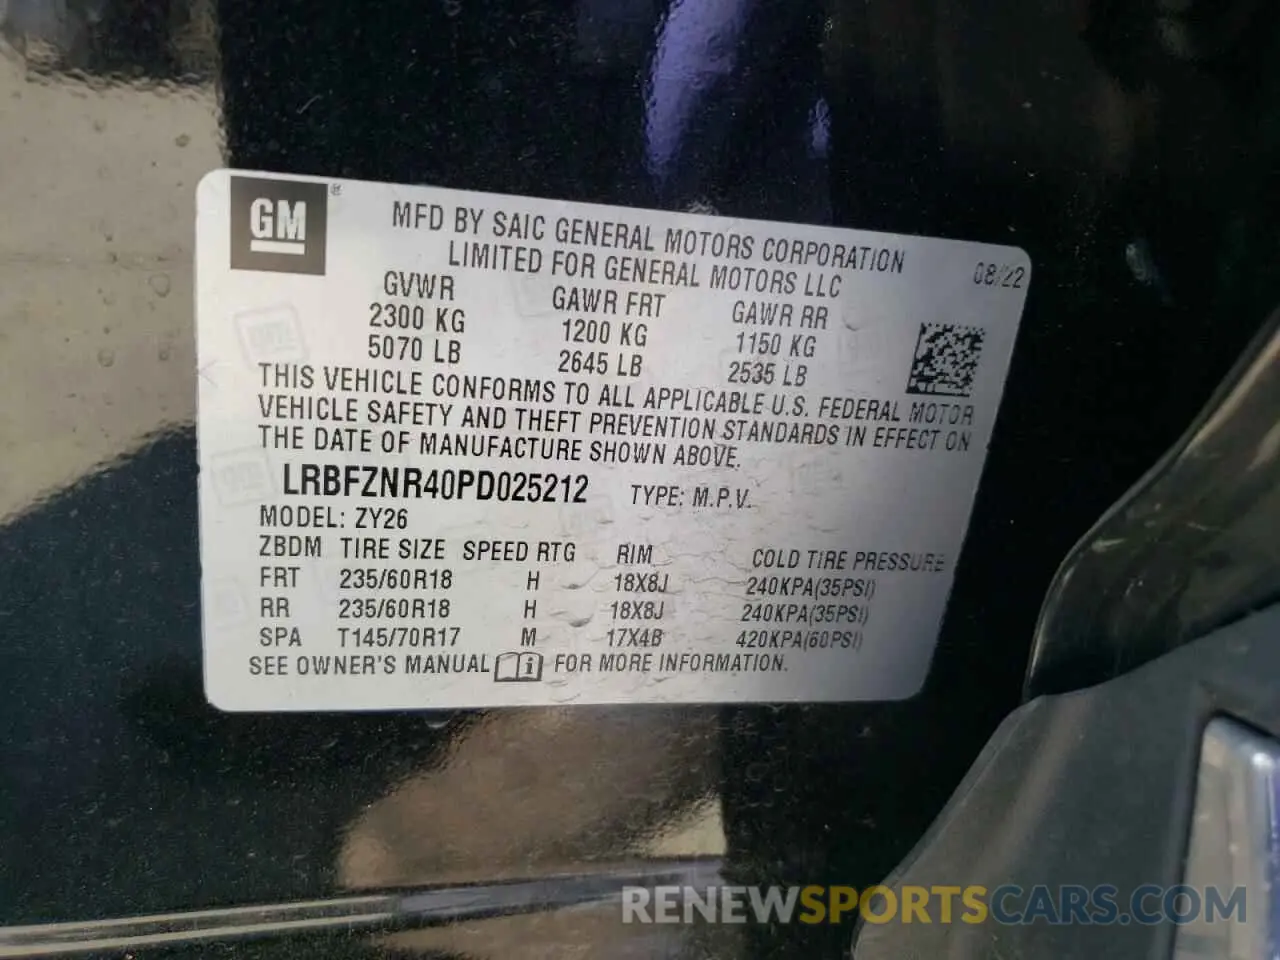 GM ®
MFD BY SAIC GENERAL MOTORS CORPORATION
LIMITED FOR GENERAL MOTORS LLC
08/22
GVWR GAWR FRT GAWR RR
2300 KG 1200 KG 1150 KG
5070 LB 2645 LB 2535 LB
THIS VEHICLE CONFORMS TO ALL APPLICABLE U.S. FEDERAL MOTOR
VEHICLE SAFETY AND THEFT PREVENTION STANDARDS IN EFFECT ON
THE DATE OF MANUFACTURE SHOWN ABOVE.
LRBFZNR40PD025212 TYPE: M.P.V.
MODEL: ZY26
ZBDM TIRE SIZE SPEED RTG RIM COLD TIRE PRESSURE
FRT 235/60R18 H 18X8J 240KPA(35PSI)
RR 235/60R18 H 18X8J 240KPA(35PSI)
SPA T145/70R17 M 17X4B 420KPA(60PSI)
SEE OWNER'S MANUAL i FOR MORE INFORMATION.
RENEWSPORTSCARS.COM